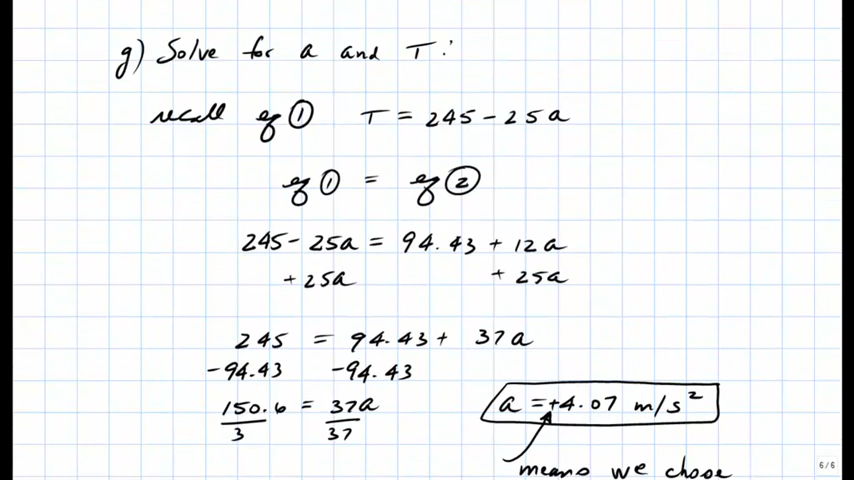 g) Solve for a and T:
recall eq ① T = 245 - 25a
eq ① = eq ②
245 - 25a = 94.43 + 12a
+ 25a + 25a
245 = 94.43 + 37a
-94.43 -94.43
150.6 = 37a
3 37
a = +4.07 m/s²
means we chose
6/6